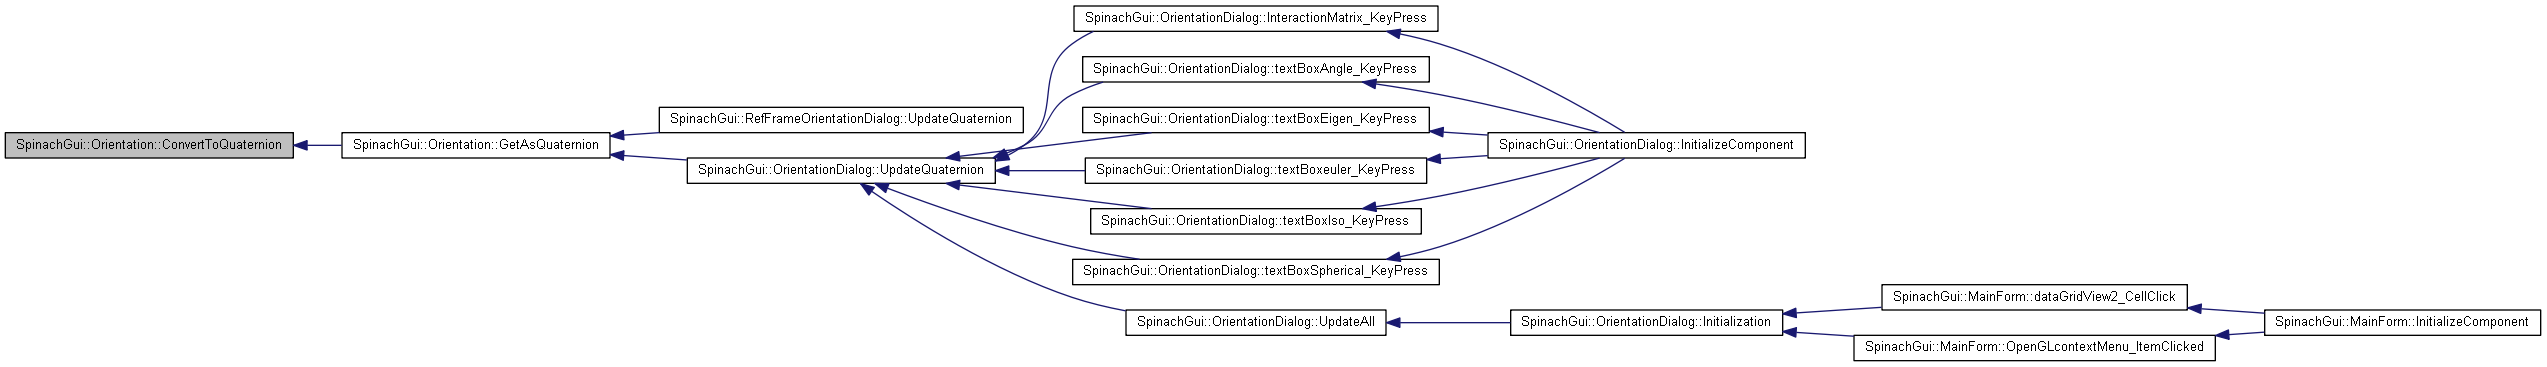 SpinachGui::Orientation::ConvertToQuaternion
SpinachGui::Orientation::GetAsQuaternion
SpinachGui::RefFrameOrientationDialog::UpdateQuaternion
SpinachGui::OrientationDialog::UpdateQuaternion
SpinachGui::OrientationDialog::InteractionMatrix_KeyPress
SpinachGui::OrientationDialog::textBoxAngle_KeyPress
SpinachGui::OrientationDialog::textBoxEigen_KeyPress
SpinachGui::OrientationDialog::textBoxeuler_KeyPress
SpinachGui::OrientationDialog::textBoxIso_KeyPress
SpinachGui::OrientationDialog::textBoxSpherical_KeyPress
SpinachGui::OrientationDialog::UpdateAll
SpinachGui::OrientationDialog::InitializeComponent
SpinachGui::OrientationDialog::Initialization
SpinachGui::MainForm::dataGridView2_CellClick
SpinachGui::MainForm::OpenGLcontextMenu_ItemClicked
SpinachGui::MainForm::InitializeComponent